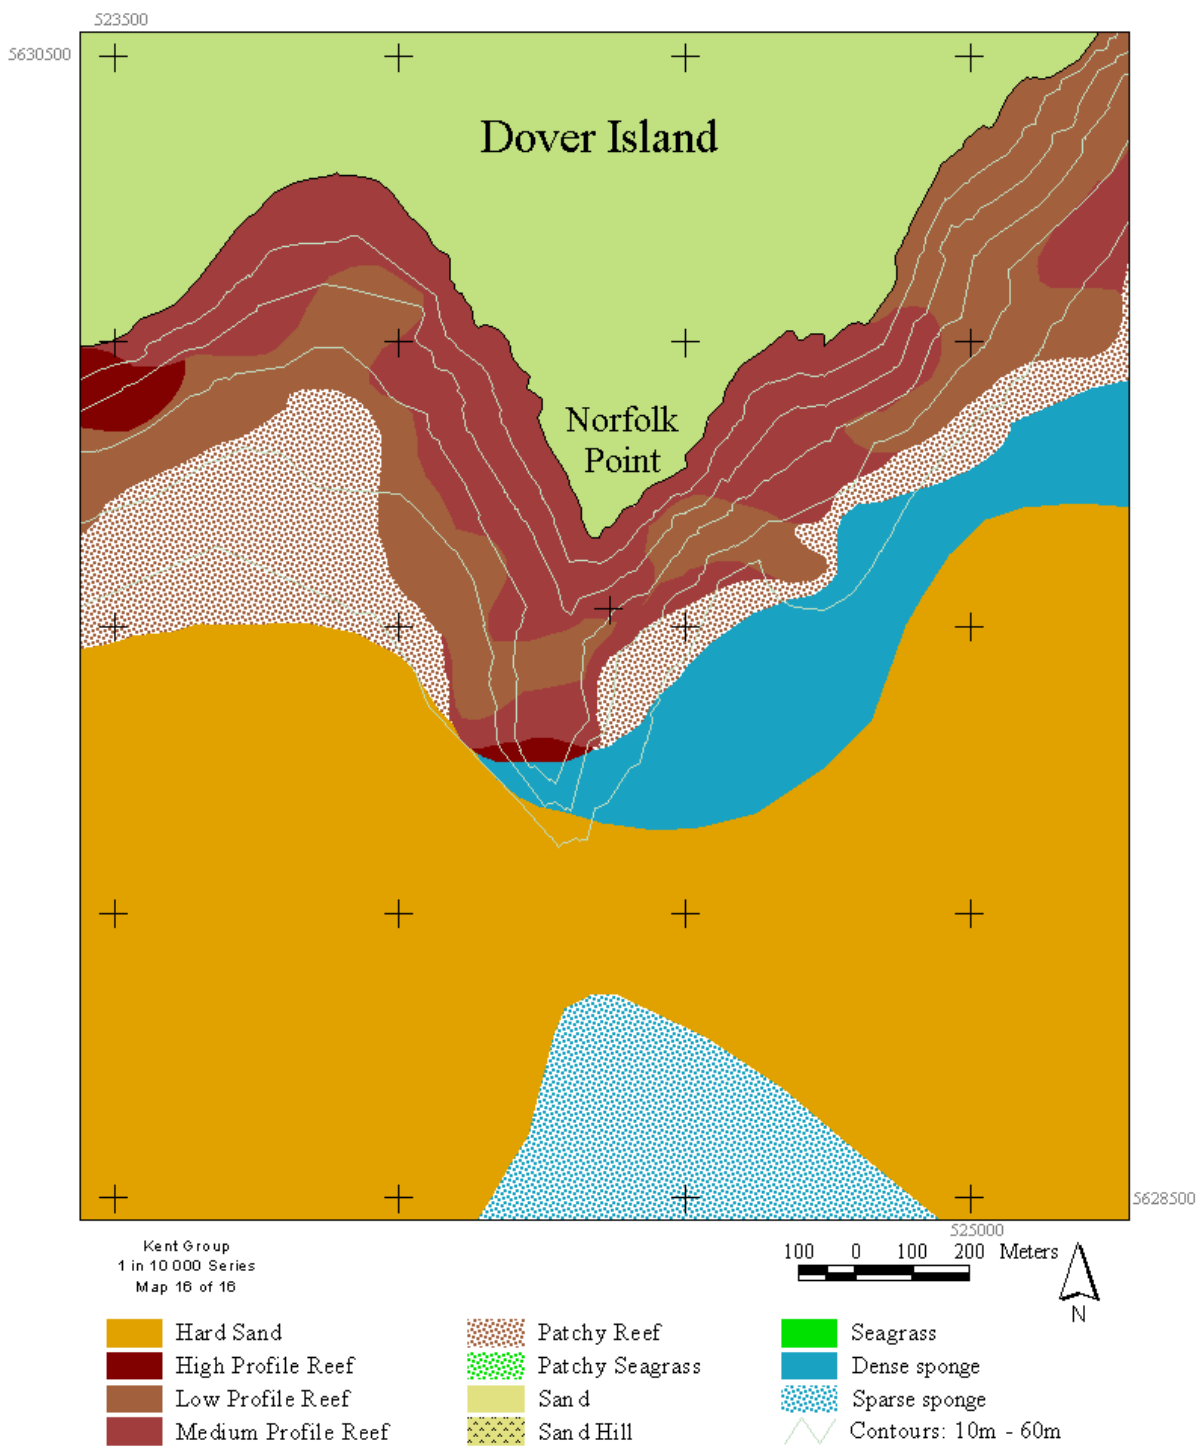 523500
5630500
Dover Island
Norfolk
Point
5628500
525000
Kent Group
1 in 10 000 Series
Map 16 of 16
100 0 100 200 Meters
N
Hard Sand
High Profile Reef
Low Profile Reef
Medium Profile Reef
Patchy Reef
Patchy Seagrass
Sand
Sand Hill
Seagrass
Dense sponge
Sparse sponge
Contours: 10m - 60m